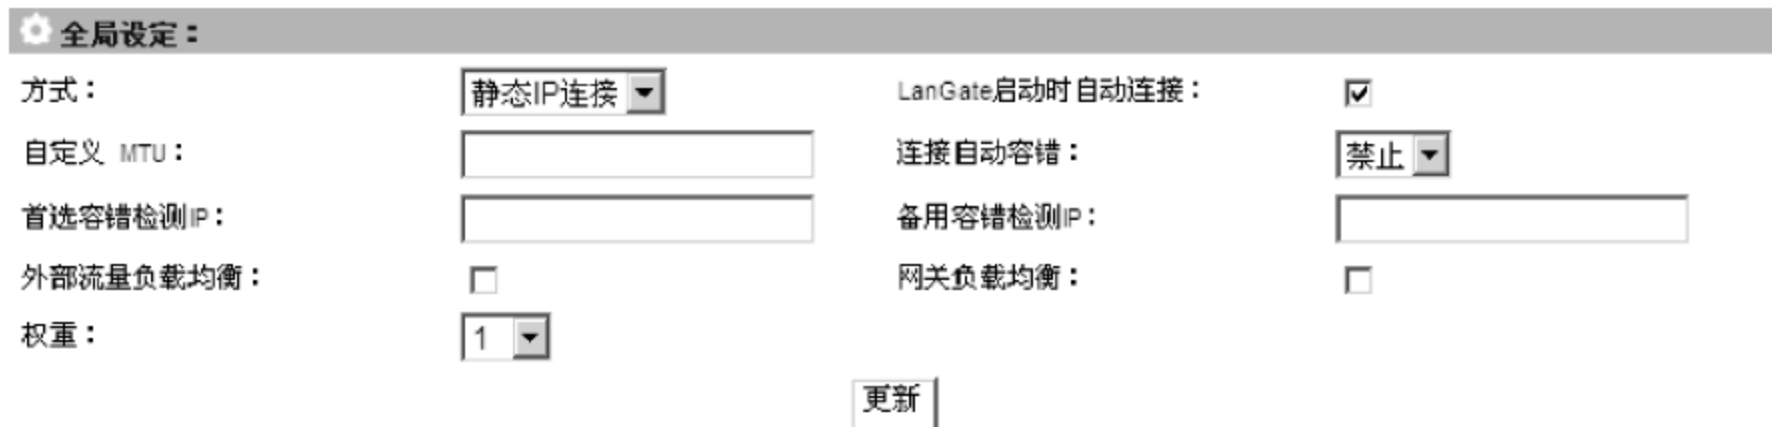 全局设定：
方式： 静态IP连接 LanGate启动时自动连接：
自定义 MTU： 连接自动容错： 禁止
首选容错检测IP： 备用容错检测IP：
外部流量负载均衡： 网关负载均衡：
权重： 1
更新